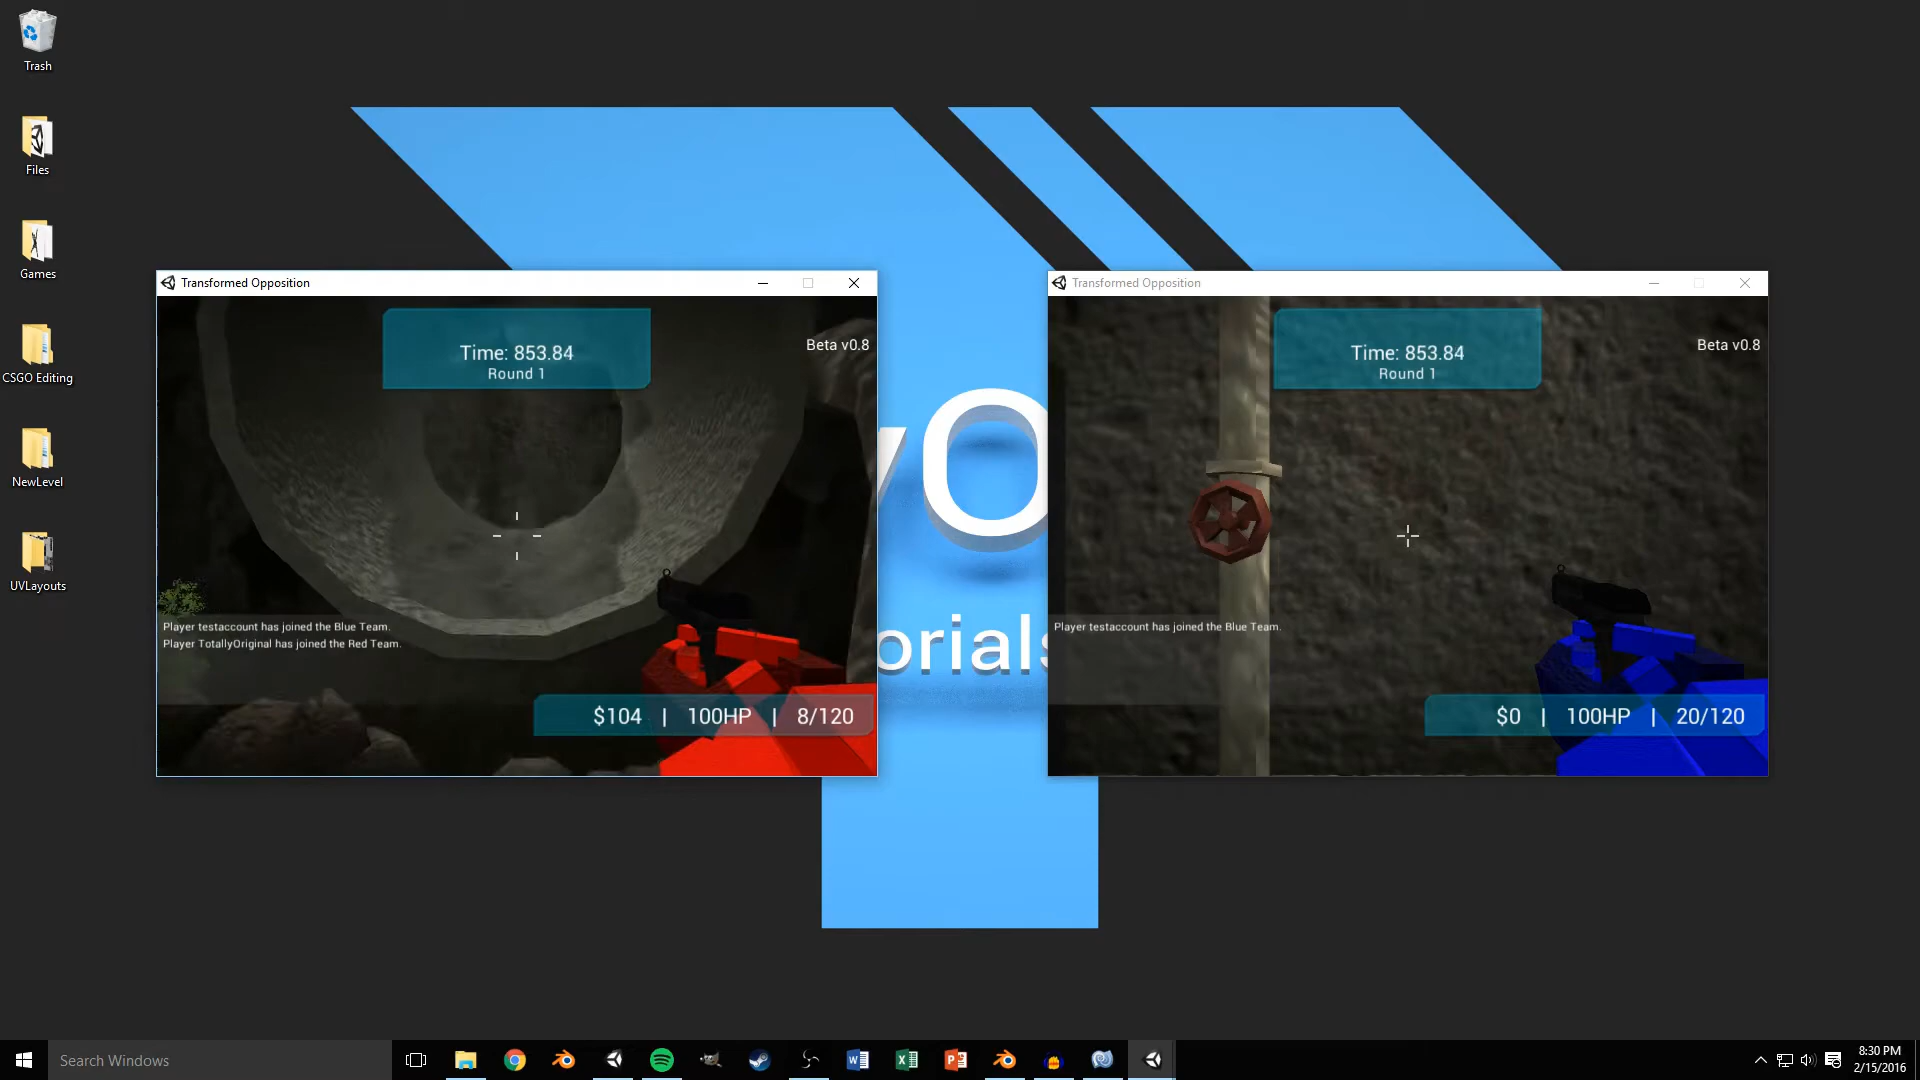 Trash
Files
Games
CSGO Editing
NewLevel
UVLayouts
Transformed Opposition
Time: 853.84
Round 1
Beta v0.8
Player testaccount has joined the Blue Team.
Player TotallyOriginal has joined the Red Team.
$104 | 100HP | 8/120
yO
orials
Transformed Opposition
Time: 853.84
Round 1
Beta v0.8
Player testaccount has joined the Blue Team.
$0 | 100HP | 20/120
Search Windows
8:30 PM
2/15/2016